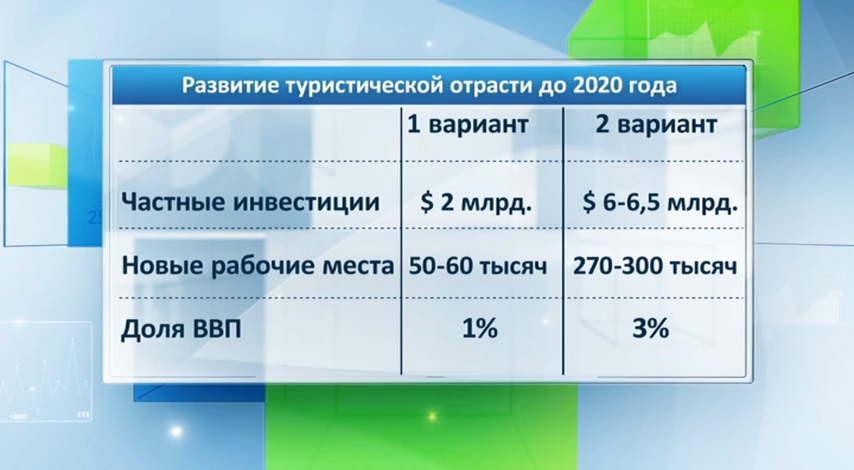 Развитие туристической отрасти до 2020 года
1 вариант 2 вариант
Частные инвестиции $ 2 млрд. $ 6-6,5 млрд.
Новые рабочие места 50-60 тысяч 270-300 тысяч
Доля ВВП 1% 3%